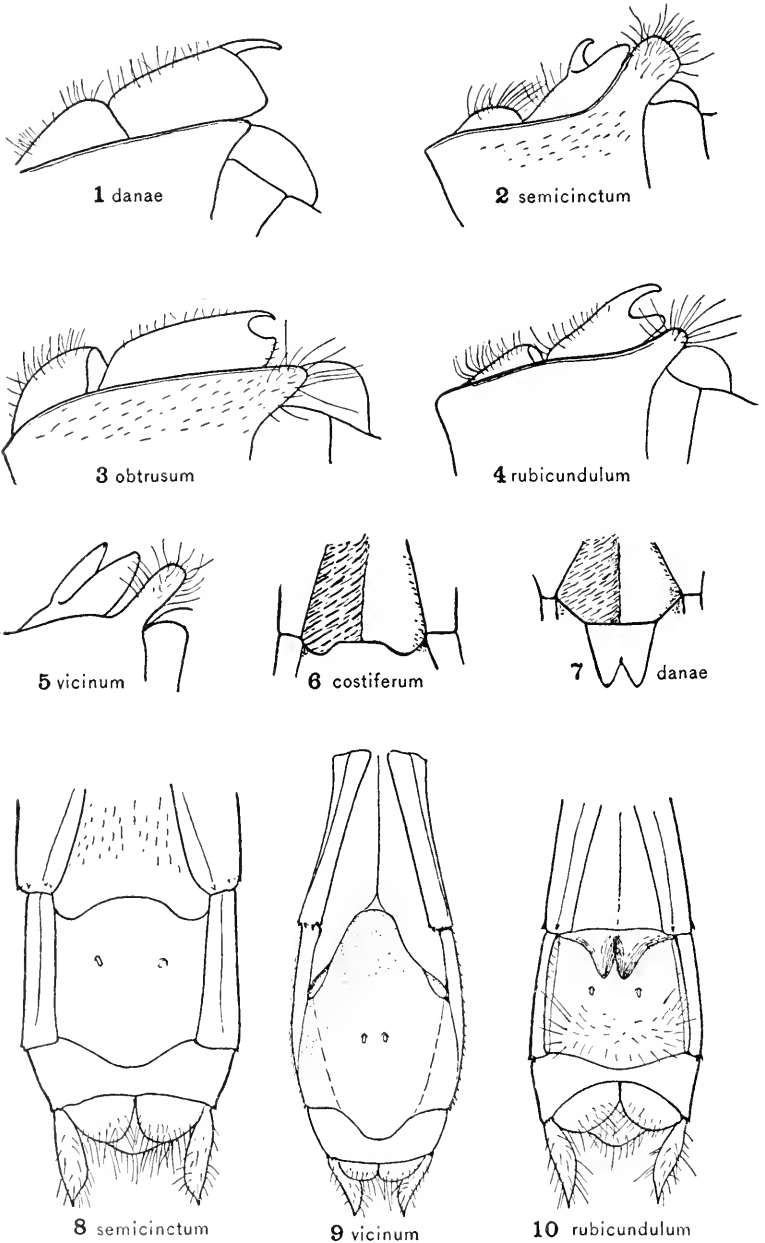 1 danae
2 semicinctum
3 obtrusum
4 rubicundulum
5 vicinum
6 costiferum
7 danae
8 semicinctum
9 vicinum
10 rubicundulum